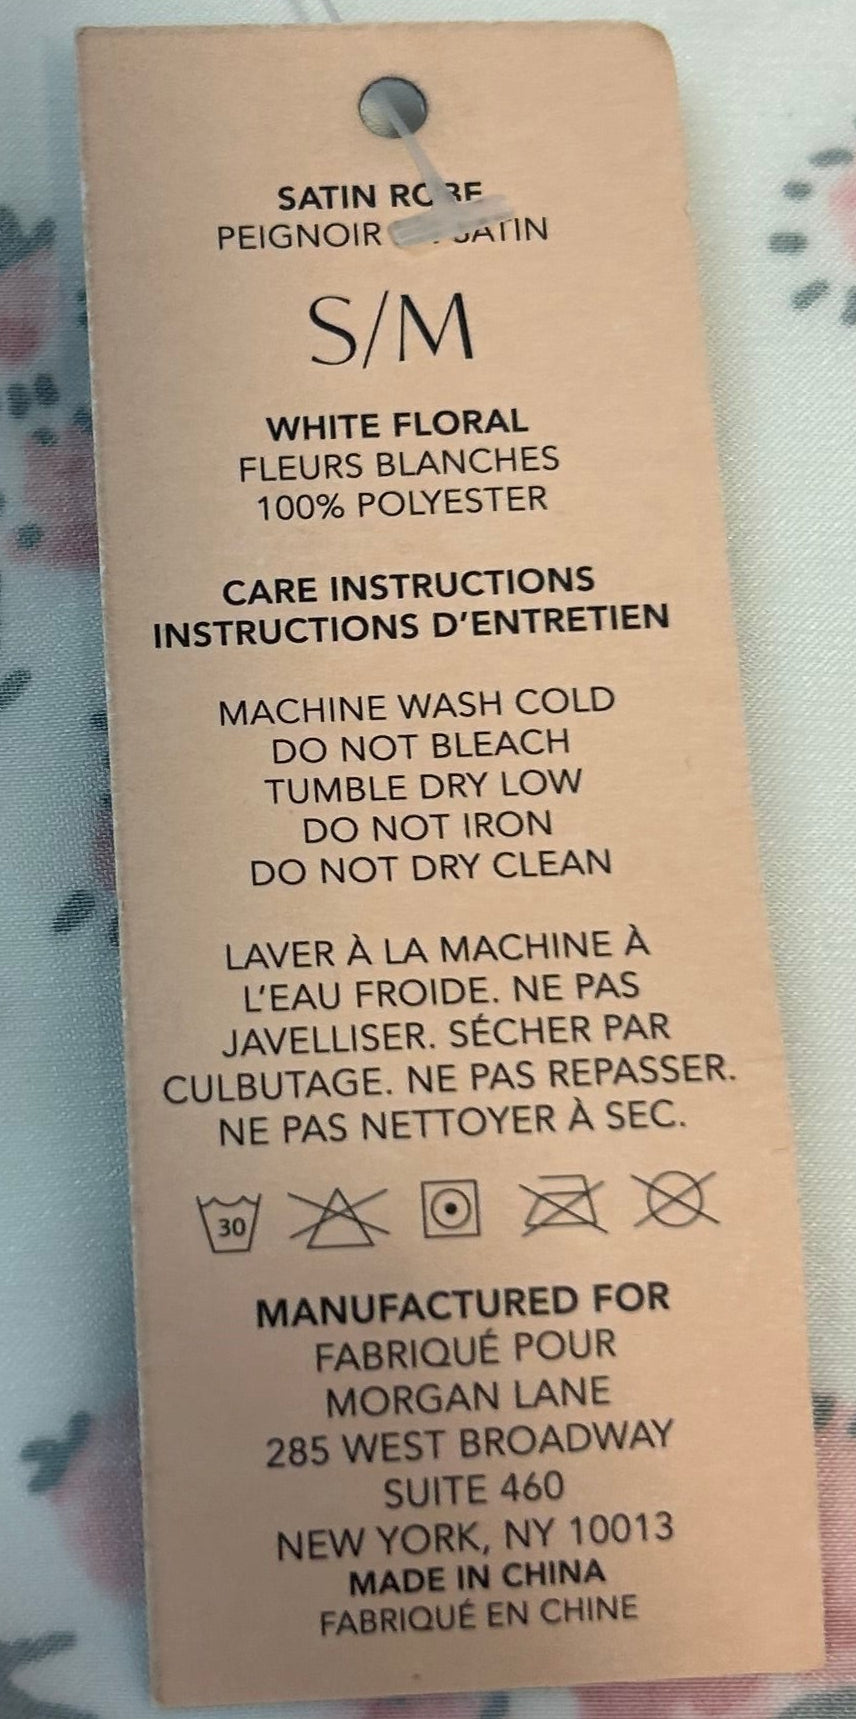 SATIN ROBE
PEIGNOIR SATIN
S/M
WHITE FLORAL
FLEURS BLANCHES
100% POLYESTER
CARE INSTRUCTIONS
INSTRUCTIONS D'ENTRETIEN
MACHINE WASH COLD
DO NOT BLEACH
TUMBLE DRY LOW
DO NOT IRON
DO NOT DRY CLEAN
LAVER À LA MACHINE À
L'EAU FROIDE. NE PAS
JAVELLISER. SÉCHER PAR
CULBUTAGE. NE PAS REPASSER.
NE PAS NETTOYER À SEC.
30
MANUFACTURED FOR
FABRIQUÉ POUR
MORGAN LANE
285 WEST BROADWAY
SUITE 460
NEW YORK, NY 10013
MADE IN CHINA
FABRIQUÉ EN CHINE